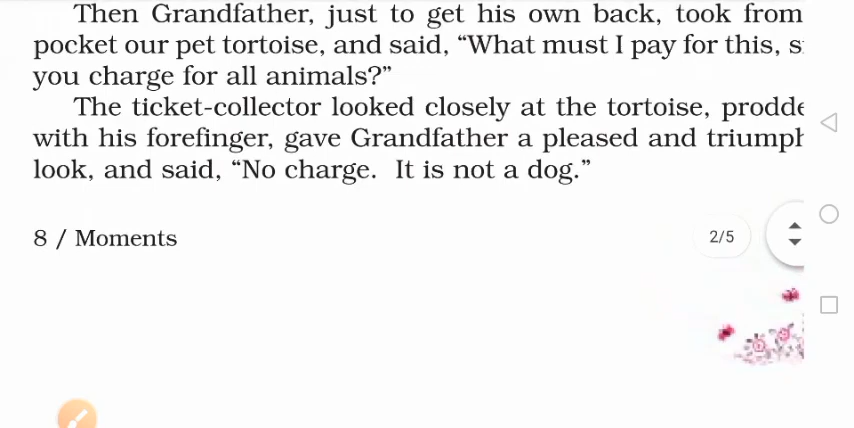 Then Grandfather, just to get his own back, took from
pocket our pet tortoise, and said, “What must I pay for this,
you charge for all animals?”
The ticket-collector looked closely at the tortoise,
with his forefinger, gave Grandfather a pleased and
look, and said, “No charge. It is not a dog.”
8 / Moments
2/5